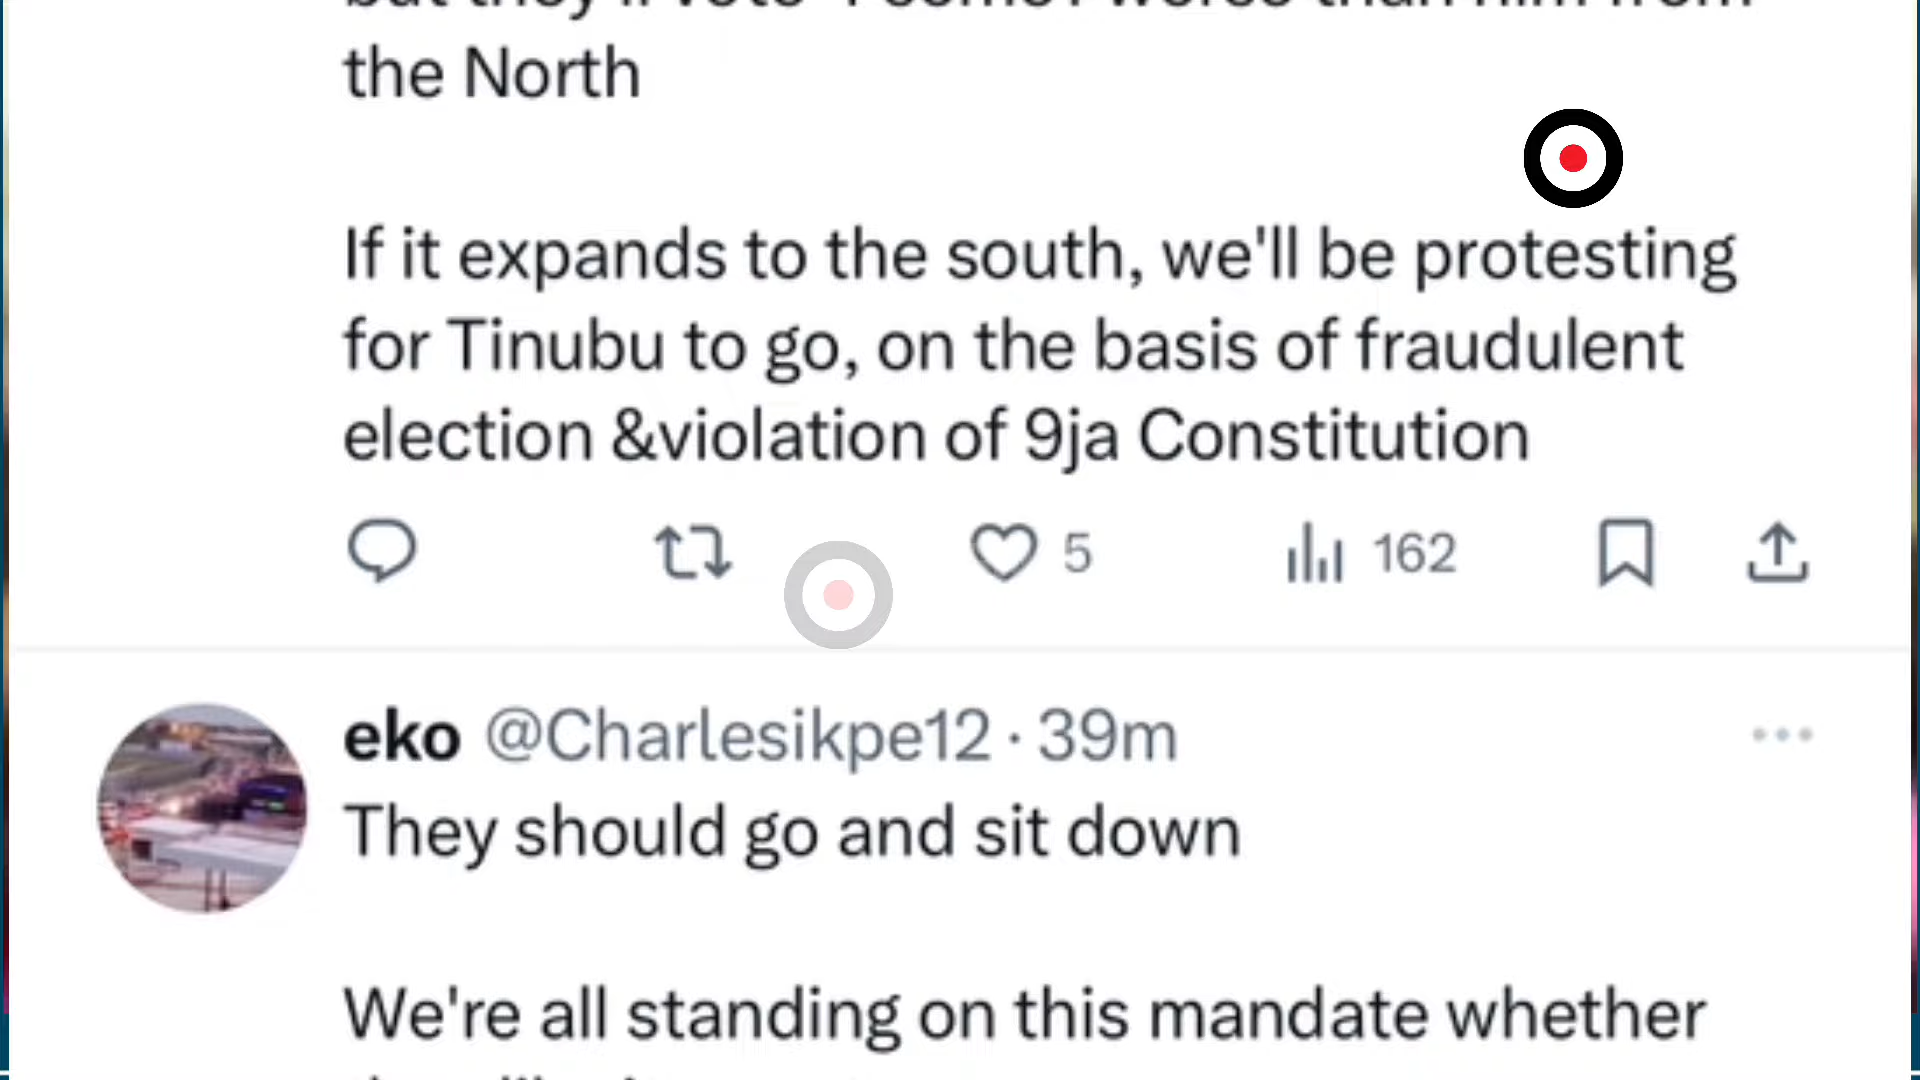 the North
If it expands to the south, we'll be protesting
for Tinubu to go, on the basis of fraudulent
election &violation of 9ja Constitution
5 162
eko @Charlesikpe12 · 39m
They should go and sit down
We're all standing on this mandate whether